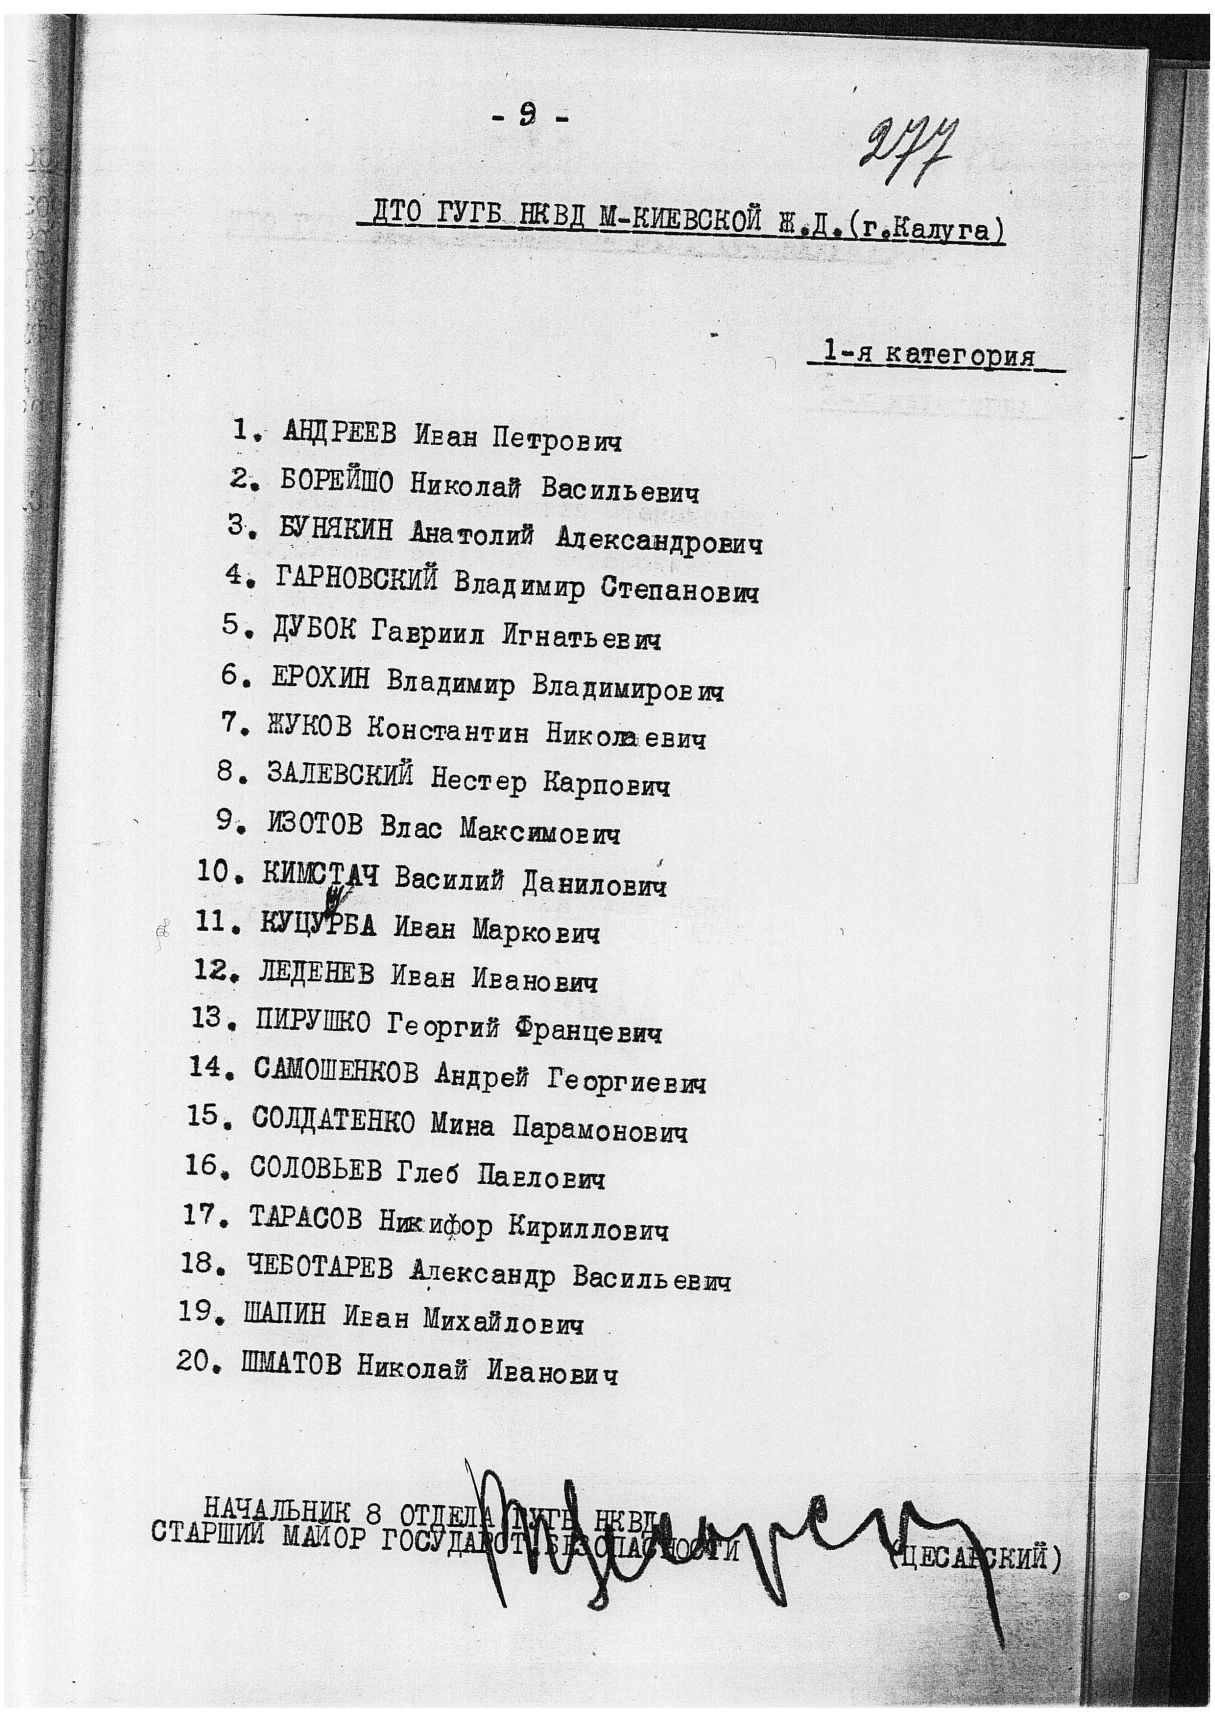 - 9 -
277
ДТО ГУГБ НКВД М-КИЕВСКОЙ Ж.Д.(г.Калуга)
1-я категория
1. АНДРЕЕВ Иван Петрович
2. БОРЕЙШО Николай Васильевич
3. БУНЯКИН Анатолий Александрович
4. ГАРНОВСКИЙ Владимир Степанович
5. ДУБОК Гавриил Игнатьевич
6. ЕРОХИН Владимир Владимирович
7. ЖУКОВ Константин Николаевич
8. ЗАЛЕВСКИЙ Нестер Карпович
9. ИЗОТОВ Влас Максимович
10. КИМСТАЧ Василий Данилович
11. КУЦУРБА Иван Маркович
12. ЛЕДЕНЕВ Иван Иванович
13. ПИРУШКО Георгий Францевич
14. САМОШЕНКОВ Андрей Георгиевич
15. СОЛДАТЕНКО Мина Парамонович
16. СОЛОВЬЕВ Глеб Павлович
17. ТАРАСОВ Никифор Кириллович
18. ЧЕБОТАРЕВ Александр Васильевич
19. ШАПИН Иван Михайлович
20. ШМАТОВ Николай Иванович
НАЧАЛЬНИК 8 ОТДЕЛА ГУГБ НКВД
СТАРШИЙ МАЙОР ГОСУДАРСТ.БЕЗОПАСНОСТИ (ЦЕСАРСКИЙ)